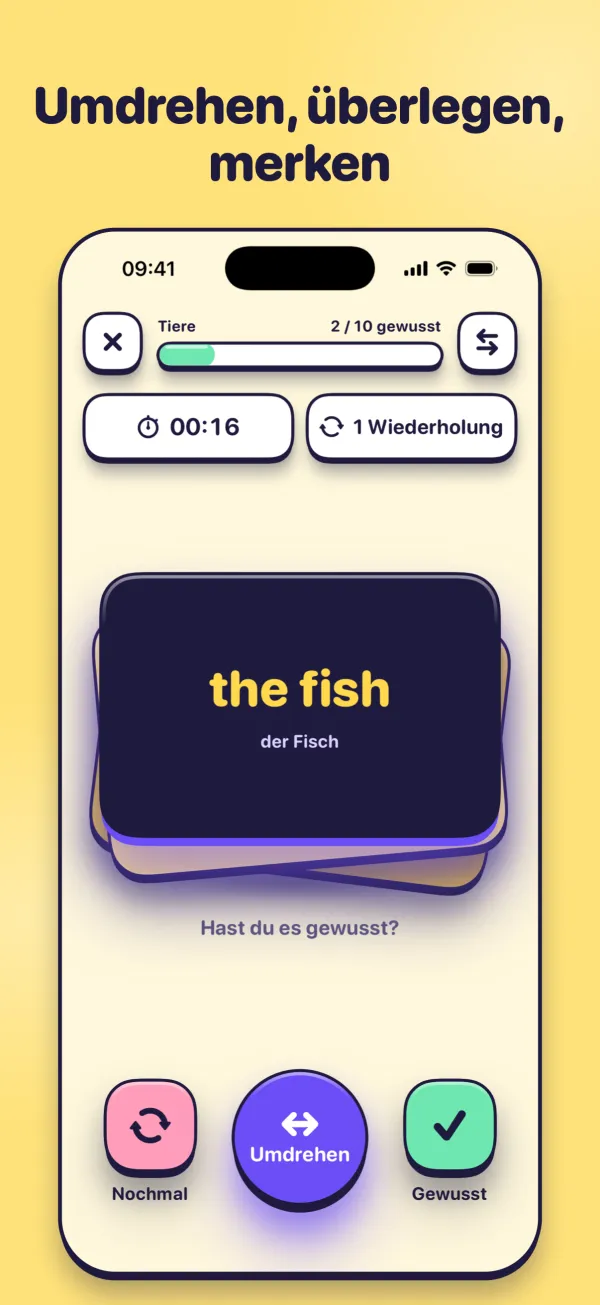 Umdrehen, überlegen,
merken
09:41
Tiere
2 / 10 gewusst
00:16
1 Wiederholung
the fish
der Fisch
Hast du es gewusst?
Umdrehen
Nochmal
Gewusst